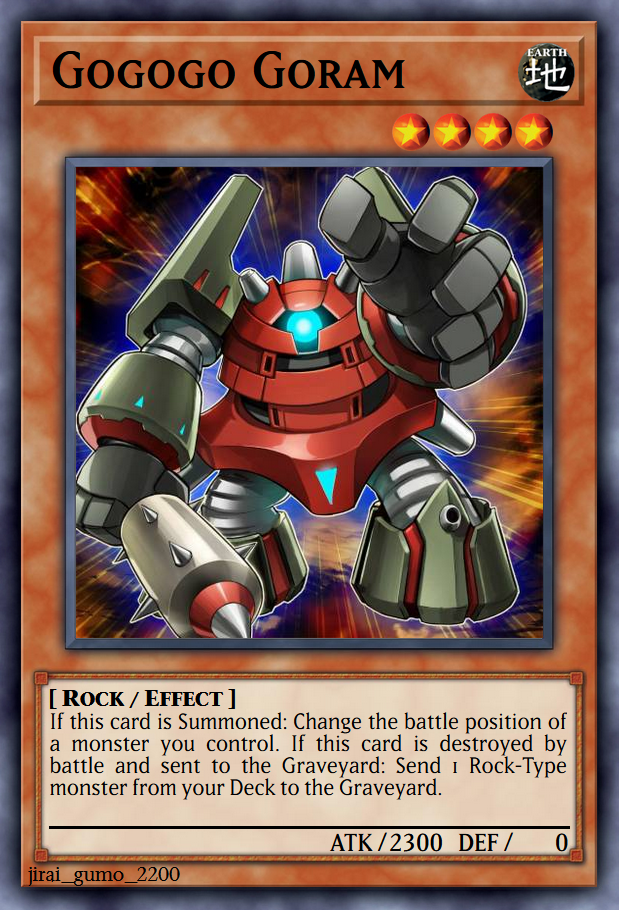 Gogogo Goram
EARTH
地
[ Rock / Effect ]
If this card is Summoned: Change the battle position of
a monster you control. If this card is destroyed by
battle and sent to the Graveyard: Send 1 Rock-Type
monster from your Deck to the Graveyard.
ATK / 2300 DEF / 0
jirai_gumo_2200